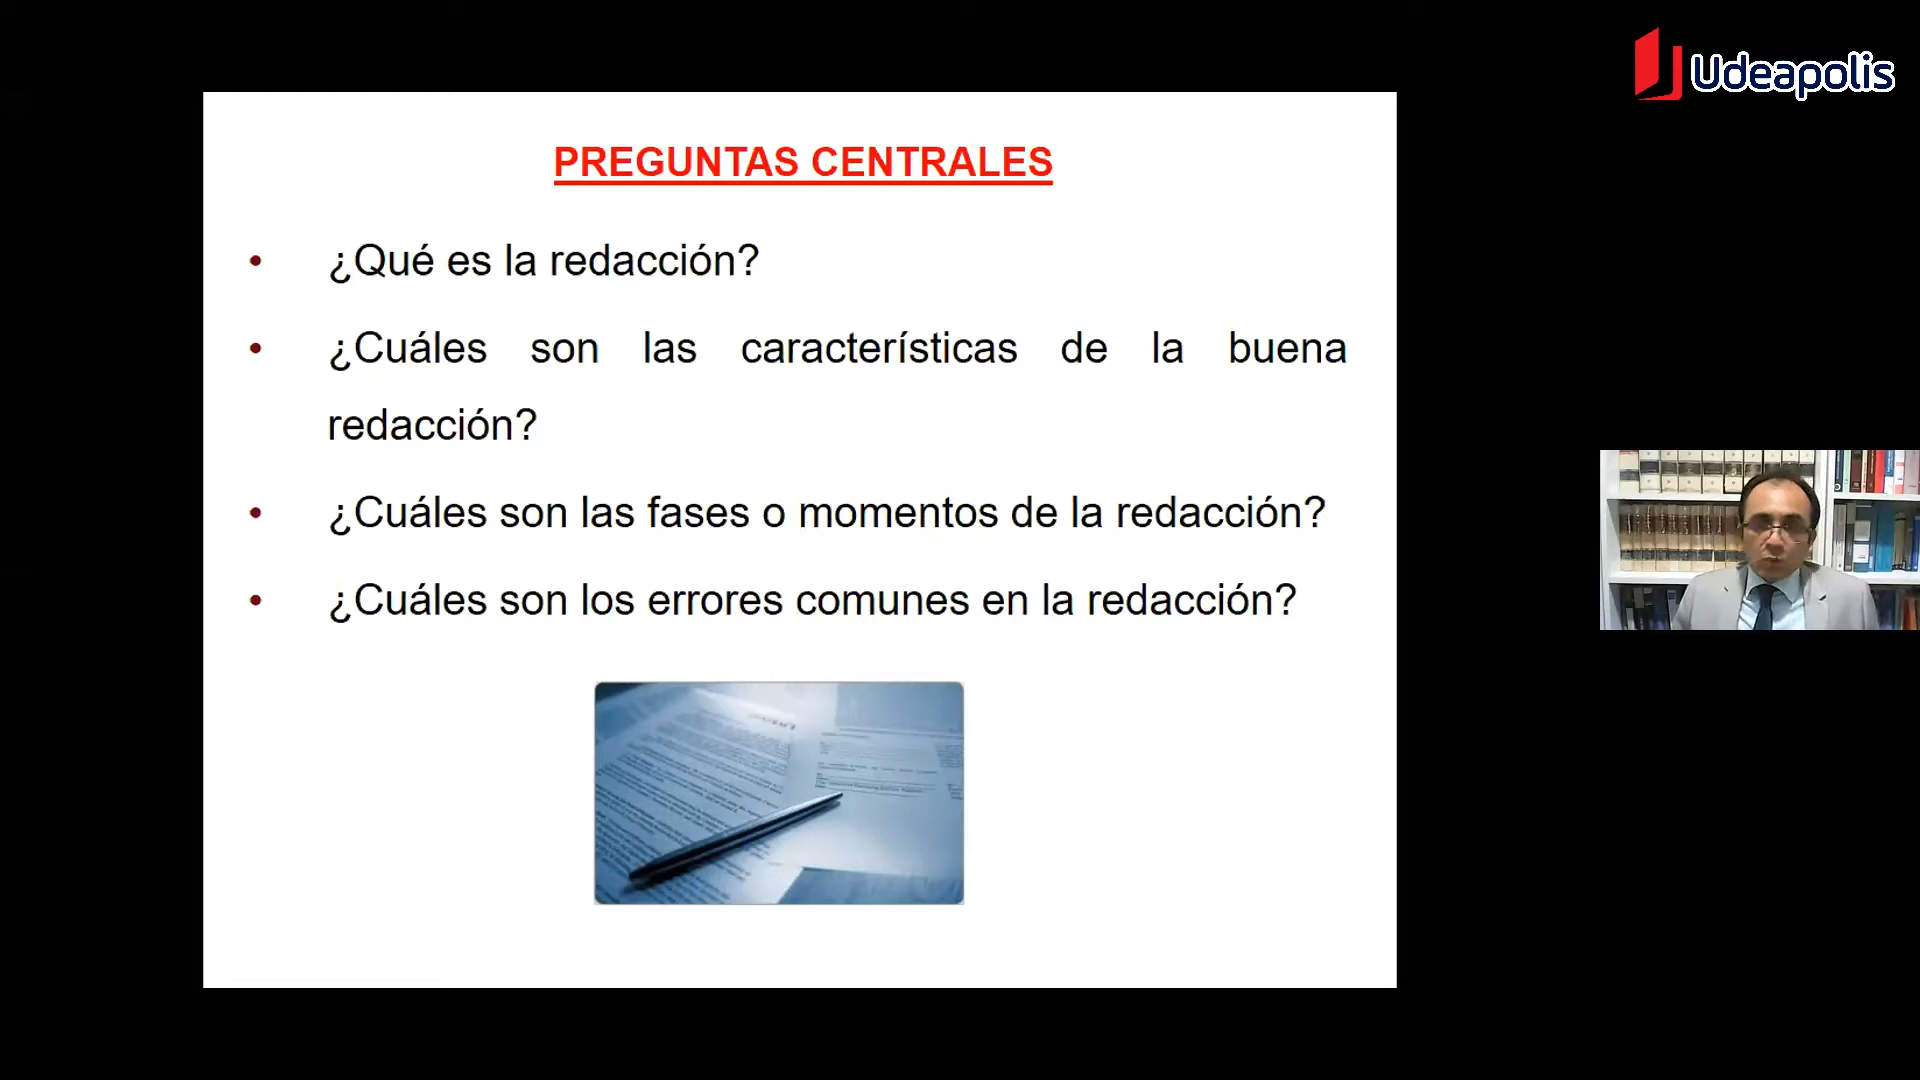 Udeapolis
PREGUNTAS CENTRALES
• ¿Qué es la redacción?
• ¿Cuáles son las características de la buena
redacción?
• ¿Cuáles son las fases o momentos de la redacción?
• ¿Cuáles son los errores comunes en la redacción?